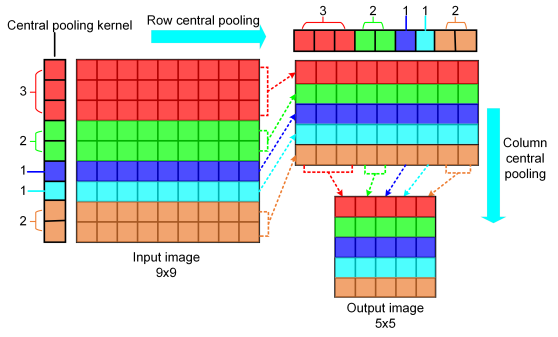 Central pooling kernel
Row central pooling
3
2
1
1
2
3
2
1
1
2
Column
central
pooling
Input image
9x9
Output image
5x5